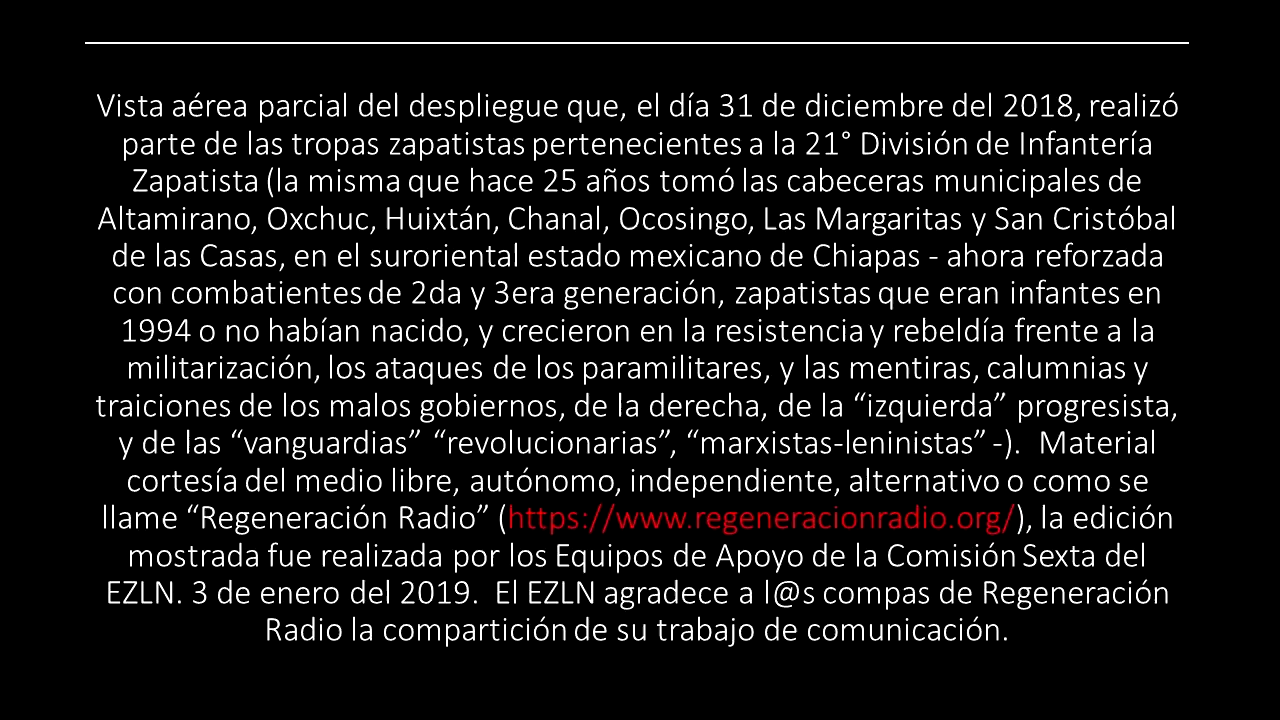 Vista aérea parcial del despliegue que, el día 31 de diciembre del 2018, realizó
parte de las tropas zapatistas pertenecientes a la 21° División de Infantería
Zapatista (la misma que hace 25 años tomó las cabeceras municipales de
Altamirano, Oxchuc, Huixtán, Chanal, Ocosingo, Las Margaritas y San Cristóbal
de las Casas, en el suroriental estado mexicano de Chiapas - ahora reforzada
con combatientes de 2da y 3era generación, zapatistas que eran infantes en
1994 o no habían nacido, y crecieron en la resistencia y rebeldía frente a la
militarización, los ataques de los paramilitares, y las mentiras, calumnias y
traiciones de los malos gobiernos, de la derecha, de la “izquierda” progresista,
y de las “vanguardias” “revolucionarias”, “marxistas-leninistas” -).  Material
cortesía del medio libre, autónomo, independiente, alternativo o como se
llame “Regeneración Radio” (https://www.regeneracionradio.org/), la edición
mostrada fue realizada por los Equipos de Apoyo de la Comisión Sexta del
EZLN. 3 de enero del 2019.  El EZLN agradece a l@s compas de Regeneración
Radio la compartición de su trabajo de comunicación.